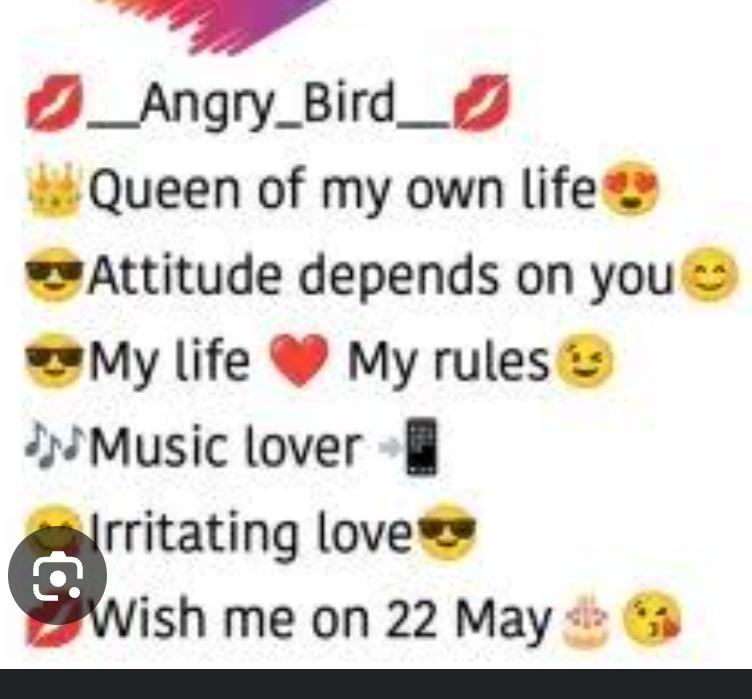 💋__Angry_Bird__💋
👑Queen of my own life😍
😎Attitude depends on you😊
😎My life ❤️ My rules😉
🎶Music lover 📲
Irritating love😎
💋Wish me on 22 May🎂😘